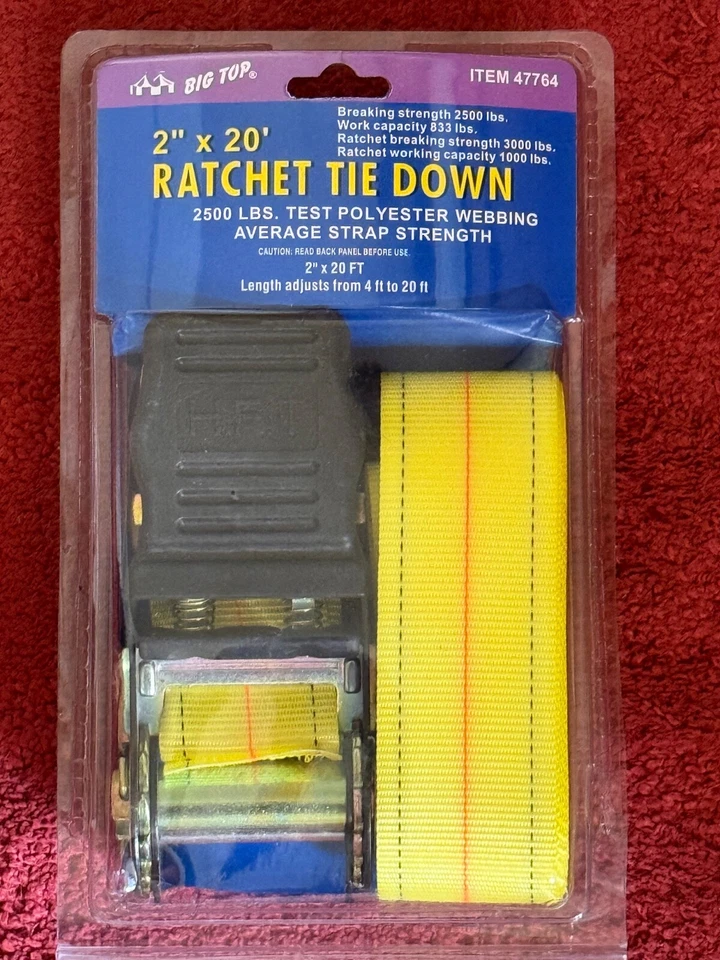 BIG TOP®
ITEM 47764
Breaking strength 2500 lbs.
Work capacity 833 lbs.
Ratchet breaking strength 3000 lbs.
Ratchet working capacity 1000 lbs.
2" x 20'
RATCHET TIE DOWN
2500 LBS. TEST POLYESTER WEBBING
AVERAGE STRAP STRENGTH
CAUTION: READ BACK PANEL BEFORE USE.
2" x 20 FT
Length adjusts from 4 ft to 20 ft